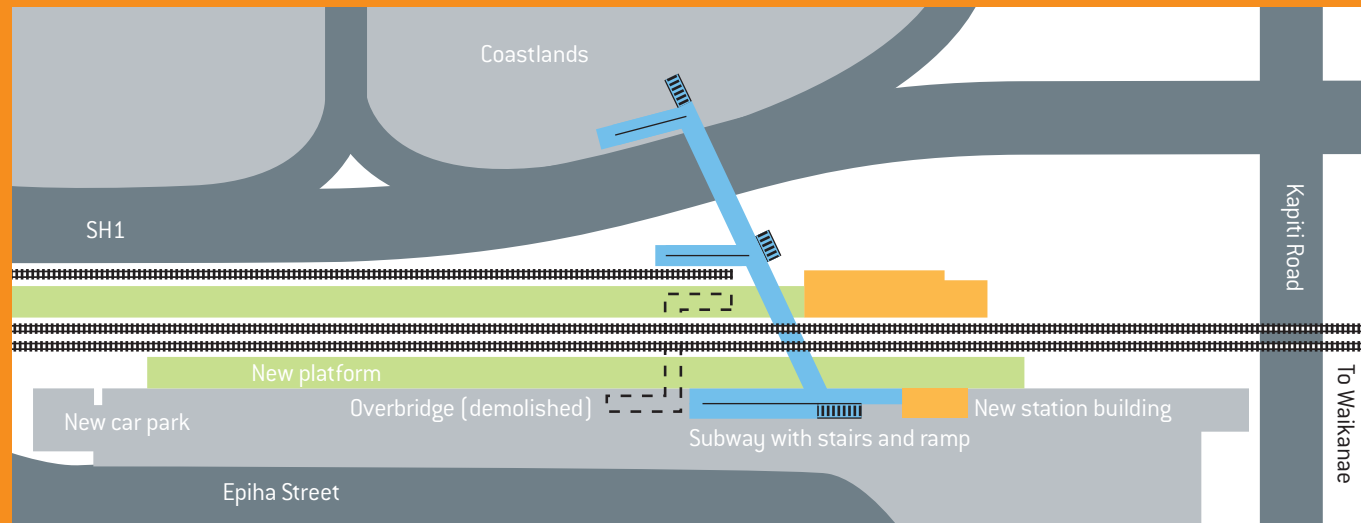 Coastlands
SH1
Kapiti Road
New platform
To Waikanae
New car park
Overbridge (demolished)
New station building
Subway with stairs and ramp
Epiha Street